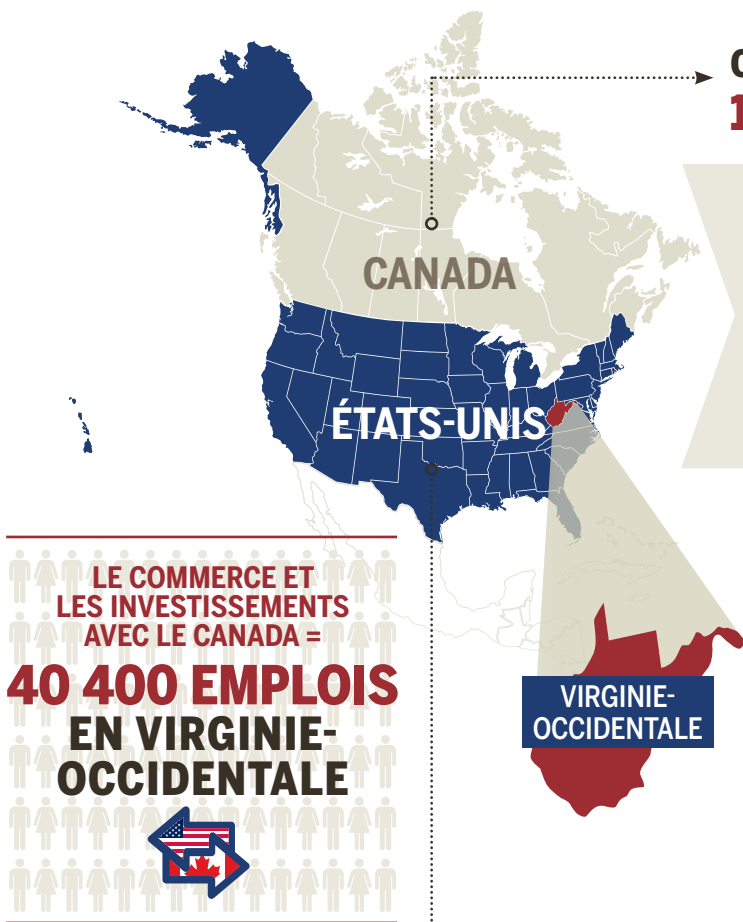 CANADA
ÉTATS-UNIS
LE COMMERCE ET
LES INVESTISSEMENTS
AVEC LE CANADA =
40 400 EMPLOIS
EN VIRGINIE-
OCCIDENTALE
VIRGINIE-
OCCIDENTALE